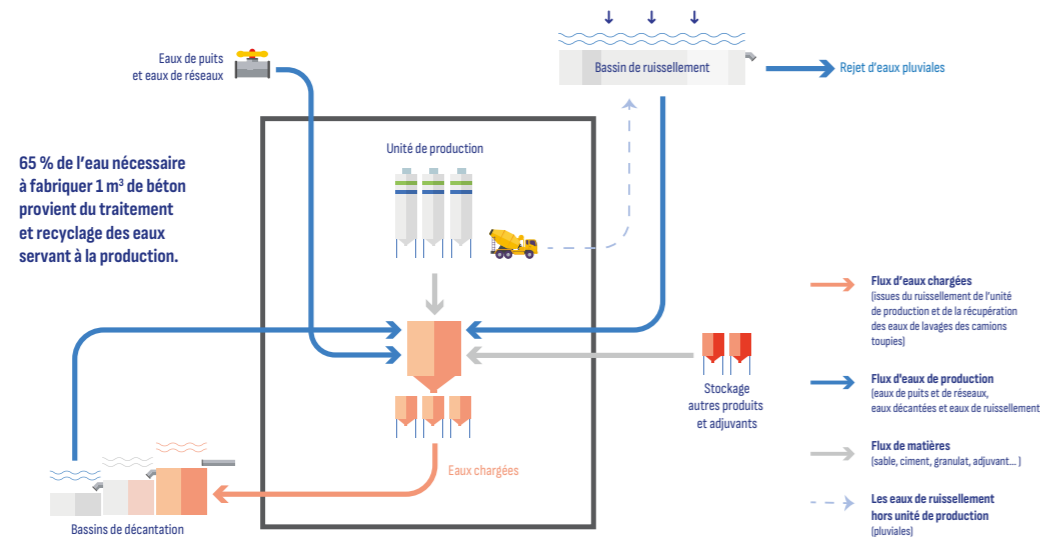 Eaux de puits
et eaux de réseaux
Bassin de ruissellement
Rejet d'eaux pluviales
65 % de l'eau nécessaire
à fabriquer 1 m³ de béton
provient du traitement
et recyclage des eaux
servant à la production.
Unité de production
Stockage
autres produits
et adjuvants
Eaux chargées
Bassins de décantation
Flux d'eaux chargées
(issues du ruissellement de l'unité
de production et de la récupération
des eaux de lavages des camions
toupies)
Flux d'eaux de production
(eaux de puits et de réseaux,
eaux décantées et eaux de ruissellement
Flux de matières
(sable, ciment, granulat, adjuvant... )
Les eaux de ruissellement
hors unité de production
(pluviales)